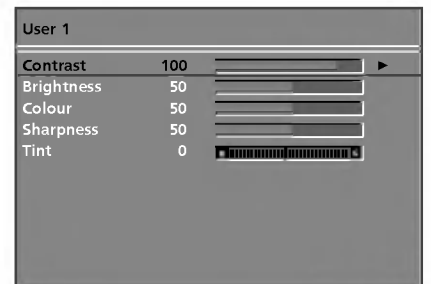 User 1
Contrast 100
Brightness 50
Colour 50
Sharpness 50
Tint 0